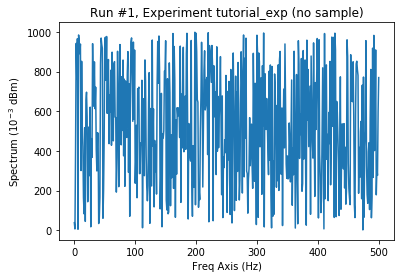 Run #1, Experiment tutorial_exp (no sample)
1000
800
600
400
200
0
Spectrum (10⁻³ dBm)
0 100 200 300 400 500
Freq Axis (Hz)